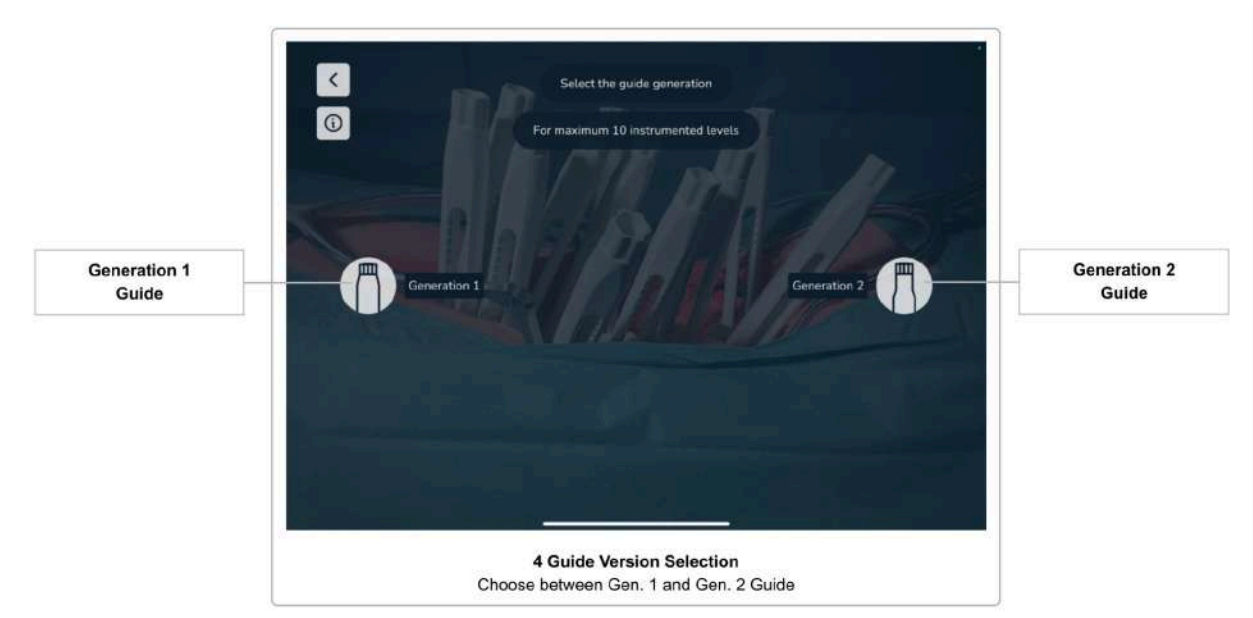 Select the guide generation
For maximum 10 instrumented levels
Generation 1
Guide
Generation 1
Generation 2
Generation 2
Guide
4 Guide Version Selection
Choose between Gen. 1 and Gen. 2 Guide